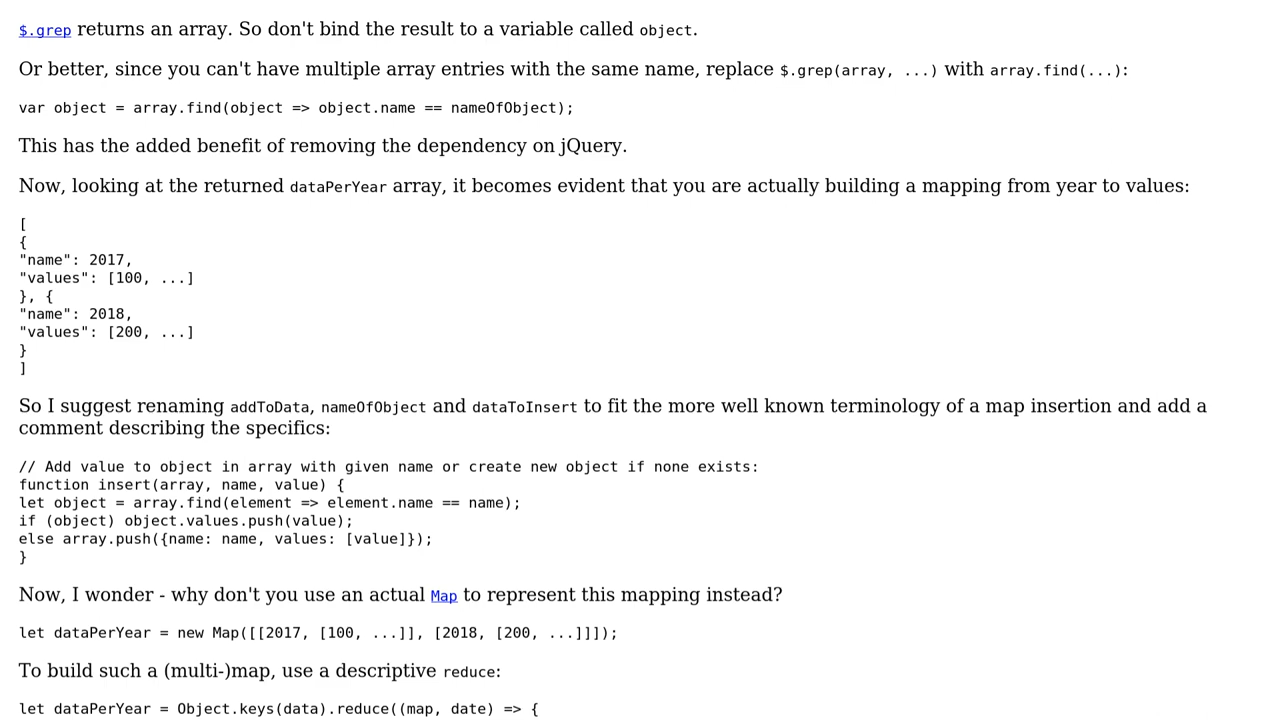 $.grep returns an array. So don't bind the result to a variable called object.
Or better, since you can't have multiple array entries with the same name, replace $.grep(array, ...) with array.find(...):
var object = array.find(object => object.name == nameOfObject);
This has the added benefit of removing the dependency on jQuery.
Now, looking at the returned dataPerYear array, it becomes evident that you are actually building a mapping from year to values:
[
{
"name": 2017,
"values": [100, ...]
}, {
"name": 2018,
"values": [200, ...]
}
]
So I suggest renaming addToData, nameOfObject and dataToInsert to fit the more well known terminology of a map insertion and add a
comment describing the specifics:
// Add value to object in array with given name or create new object if none exists:
function insert(array, name, value) {
let object = array.find(element => element.name == name);
if (object) object.values.push(value);
else array.push({name: name, values: [value]});
}
Now, I wonder - why don't you use an actual Map to represent this mapping instead?
let dataPerYear = new Map([[2017, [100, ...]], [2018, [200, ...]]]);
To build such a (multi-)map, use a descriptive reduce:
let dataPerYear = Object.keys(data).reduce((map, date) => {